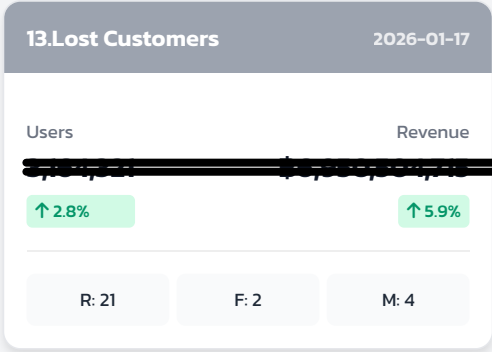 13.Lost Customers 2026-01-17
Users Revenue
↑ 2.8% ↑ 5.9%
R: 21 F: 2 M: 4